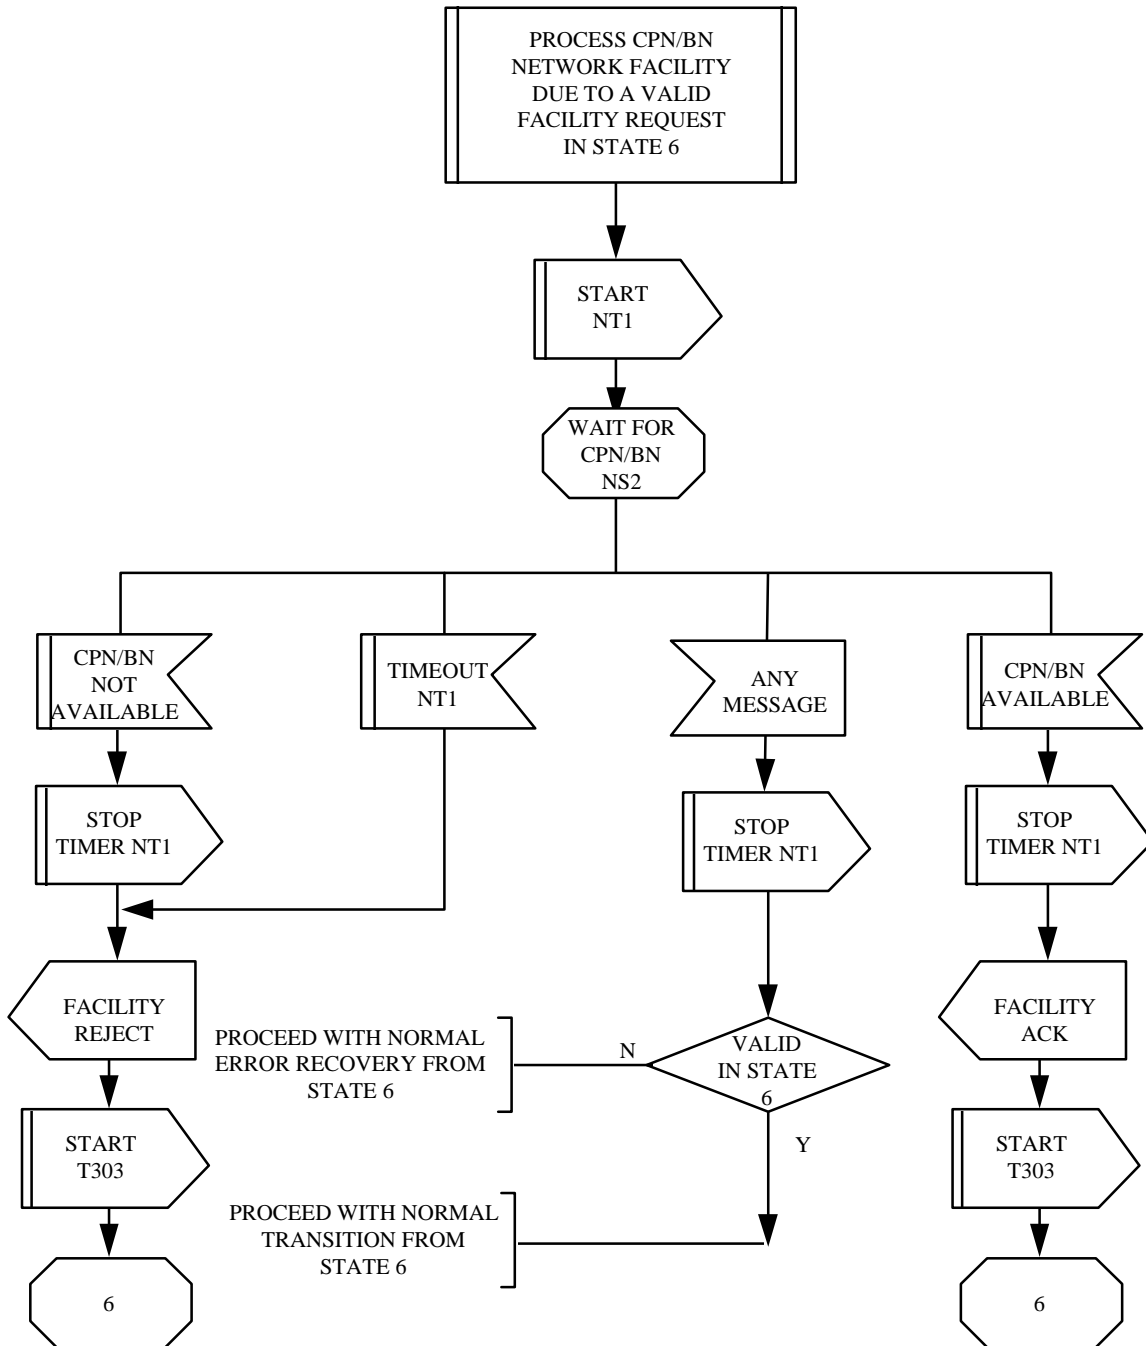 PROCESS CPN/BN
NETWORK FACILITY
DUE TO A VALID
FACILITY REQUEST
IN STATE 6
START
NT1
WAIT FOR
CPN/BN
NS2
CPN/BN
NOT
AVAILABLE
TIMEOUT
NT1
ANY
MESSAGE
CPN/BN
AVAILABLE
STOP
TIMER NT1
STOP
TIMER NT1
STOP
TIMER NT1
FACILITY
REJECT
PROCEED WITH NORMAL
ERROR RECOVERY FROM
STATE 6
N
VALID
IN STATE
6
Y
FACILITY
ACK
START
T303
PROCEED WITH NORMAL
TRANSITION FROM
STATE 6
START
T303
6
6